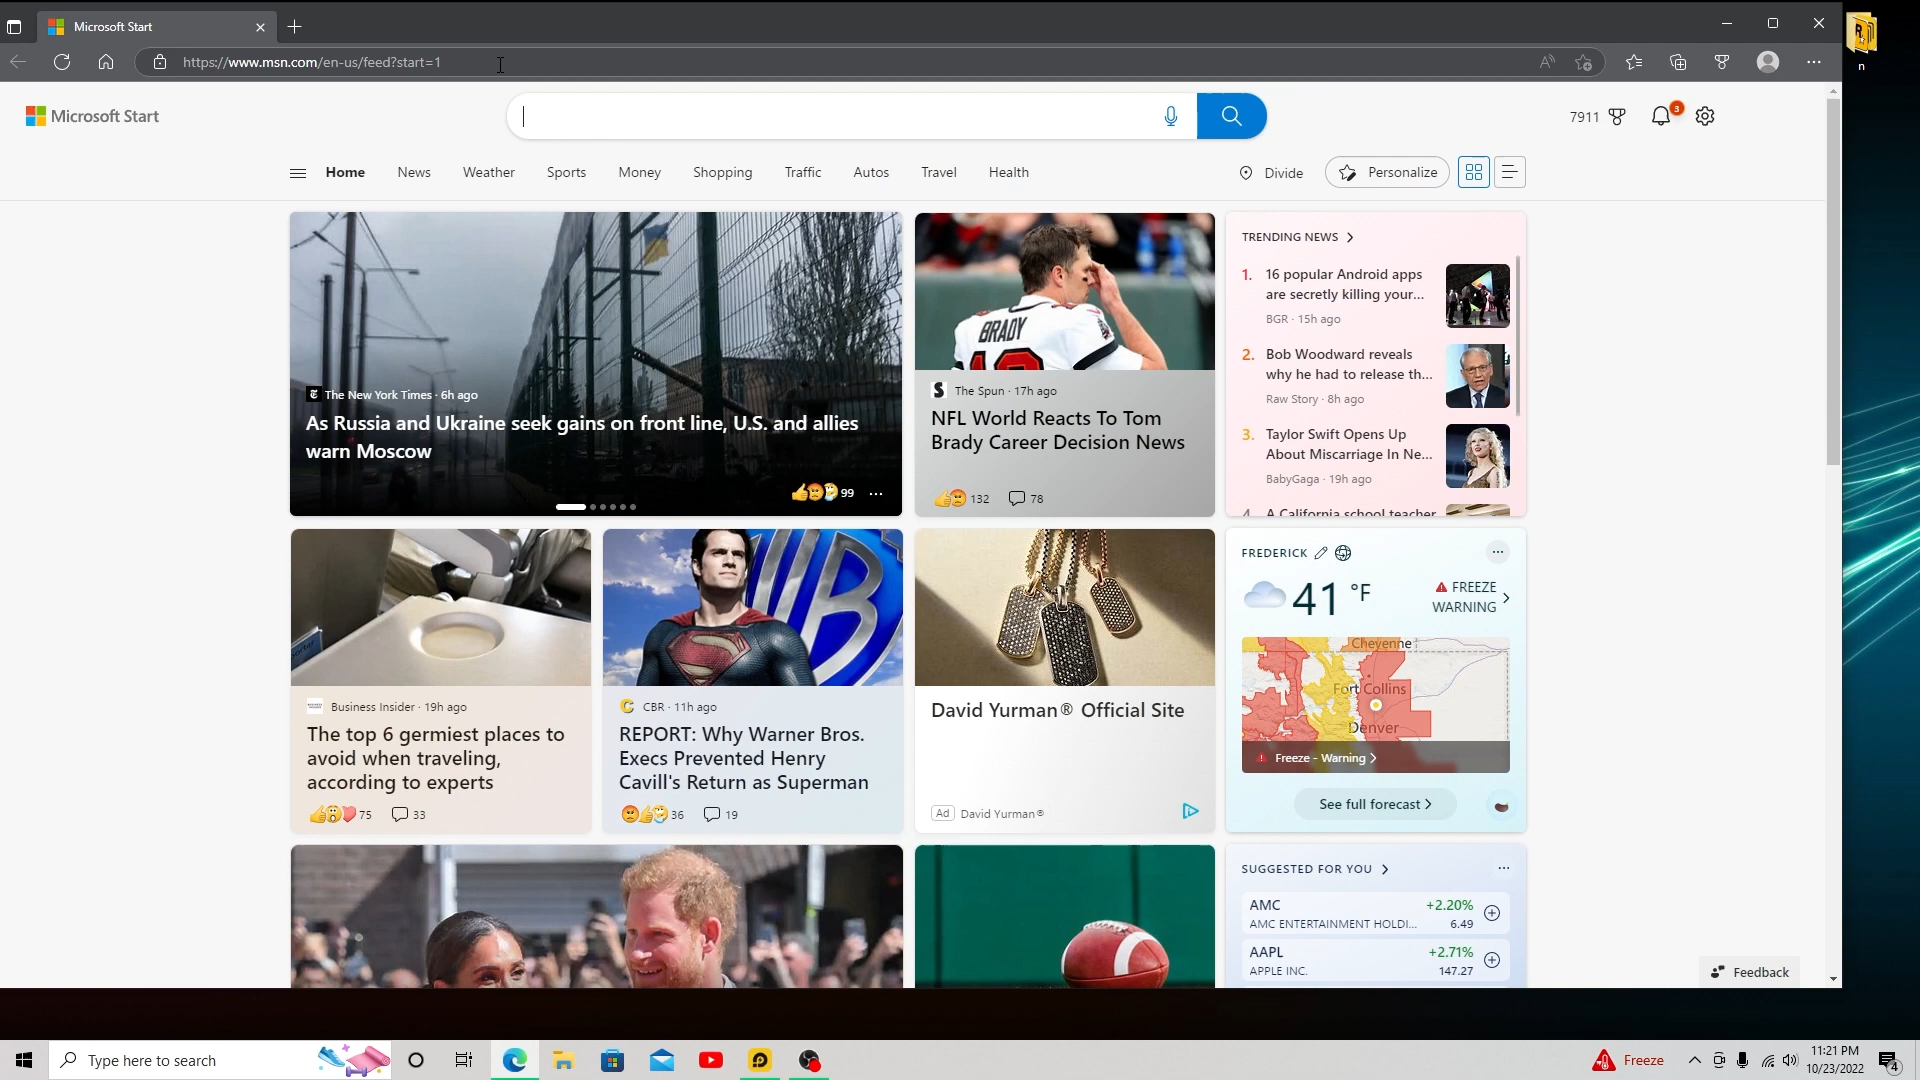 Microsoft Start
https://www.msn.com/en-us/feed?start=1
n
Microsoft Start
7911
3
Home News Weather Sports Money Shopping Traffic Autos Travel Health
Divide
Personalize
The New York Times · 6h ago
As Russia and Ukraine seek gains on front line, U.S. and allies
warn Moscow
99
BRADY
The Spun · 17h ago
NFL World Reacts To Tom
Brady Career Decision News
132 78
TRENDING NEWS
1. 16 popular Android apps
are secretly killing your...
BGR · 15h ago
2. Bob Woodward reveals
why he had to release th...
Raw Story · 8h ago
3. Taylor Swift Opens Up
About Miscarriage In Ne...
BabyGaga · 19h ago
4. A California school teacher
Business Insider · 19h ago
The top 6 germiest places to
avoid when traveling,
according to experts
75 33
CBR · 11h ago
REPORT: Why Warner Bros.
Execs Prevented Henry
Cavill's Return as Superman
36 19
David Yurman® Official Site
Ad David Yurman®
FREDERICK
41 °F
FREEZE
WARNING
Cheyenne
Fort Collins
Denver
Freeze - Warning
See full forecast
SUGGESTED FOR YOU
AMC +2.20%
AMC ENTERTAINMENT HOLDI... 6.49
AAPL +2.71%
APPLE INC. 147.27
Feedback
Type here to search
Freeze
11:21 PM
10/23/2022
4